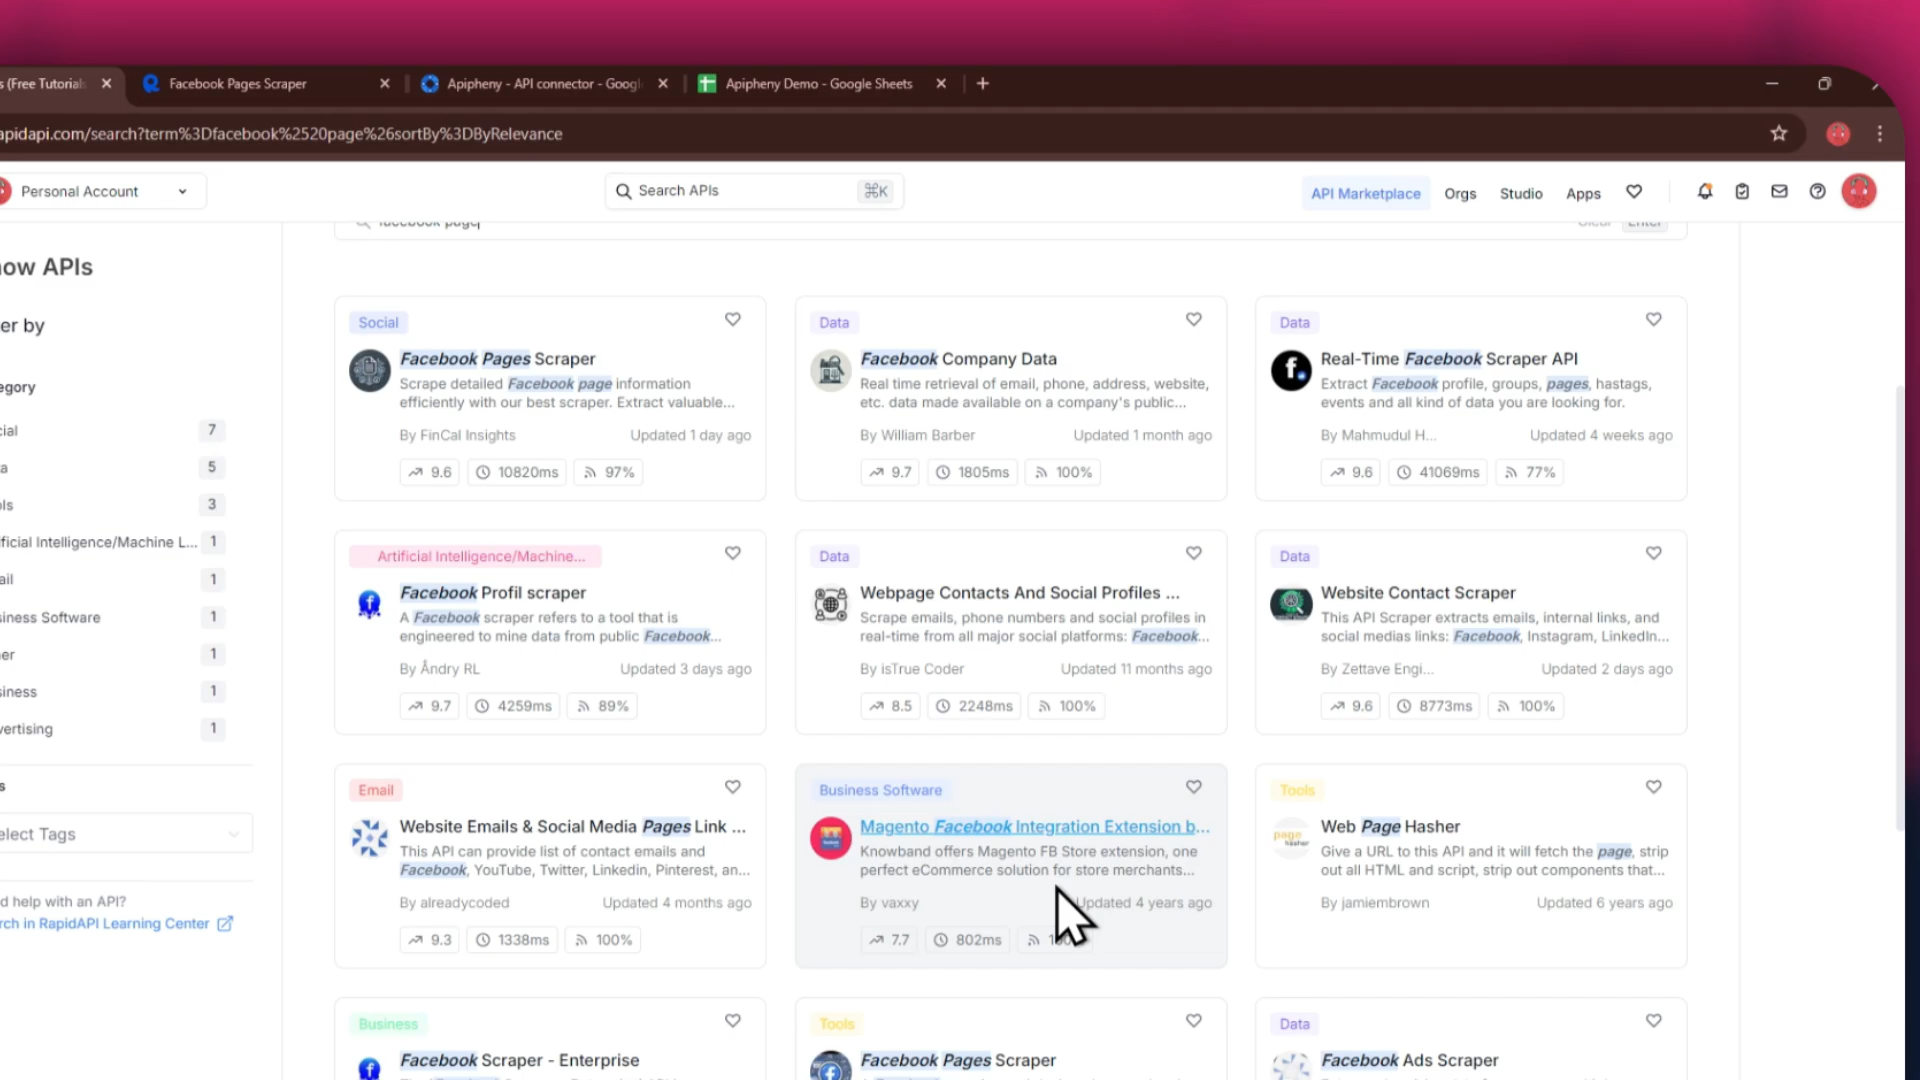 s (Free Tutorial
Facebook Pages Scraper
Apipheny - API connector - Googl
Apipheny Demo - Google Sheets
apidapi.com/search?term%3Dfacebook%2520page%26sortBy%3DByRelevance
Personal Account
Search APIs
⌘K
API Marketplace
Orgs
Studio
Apps
facebook page
Clear
Enter
ow APIs
er by
egory
ial 7
a 5
ls 3
ificial Intelligence/Machine L... 1
ail 1
siness Software 1
er 1
siness 1
vertising 1
s
elect Tags
d help with an API?
rch in RapidAPI Learning Center
Social
Facebook Pages Scraper
Scrape detailed Facebook page information
efficiently with our best scraper. Extract valuable...
By FinCal Insights Updated 1 day ago
9.6 10820ms 97%
Data
Facebook Company Data
Real time retrieval of email, phone, address, website,
etc. data made available on a company's public...
By William Barber Updated 1 month ago
9.7 1805ms 100%
Data
Real-Time Facebook Scraper API
Extract Facebook profile, groups, pages, hastags,
events and all kind of data you are looking for.
By Mahmudul H... Updated 4 weeks ago
9.6 41069ms 77%
Artificial Intelligence/Machine...
Facebook Profil scraper
A Facebook scraper refers to a tool that is
engineered to mine data from public Facebook...
By Åndry RL Updated 3 days ago
9.7 4259ms 89%
Data
Webpage Contacts And Social Profiles ...
Scrape emails, phone numbers and social profiles in
real-time from all major social platforms: Facebook...
By isTrue Coder Updated 11 months ago
8.5 2248ms 100%
Data
Website Contact Scraper
This API Scraper extracts emails, internal links, and
social medias links: Facebook, Instagram, LinkedIn...
By Zettave Engi... Updated 2 days ago
9.6 8773ms 100%
Email
Website Emails & Social Media Pages Link ...
This API can provide list of contact emails and
Facebook, YouTube, Twitter, Linkedin, Pinterest, an...
By alreadycoded Updated 4 months ago
9.3 1338ms 100%
Business Software
Magento Facebook Integration Extension b...
Knowband offers Magento FB Store extension, one
perfect eCommerce solution for store merchants...
By vaxxy Updated 4 years ago
7.7 802ms
Tools
Web Page Hasher
page hasher
Give a URL to this API and it will fetch the page, strip
out all HTML and script, strip out components that...
By jamiembrown Updated 6 years ago
Business
Facebook Scraper - Enterprise
Tools
Facebook Pages Scraper
Data
Facebook Ads Scraper